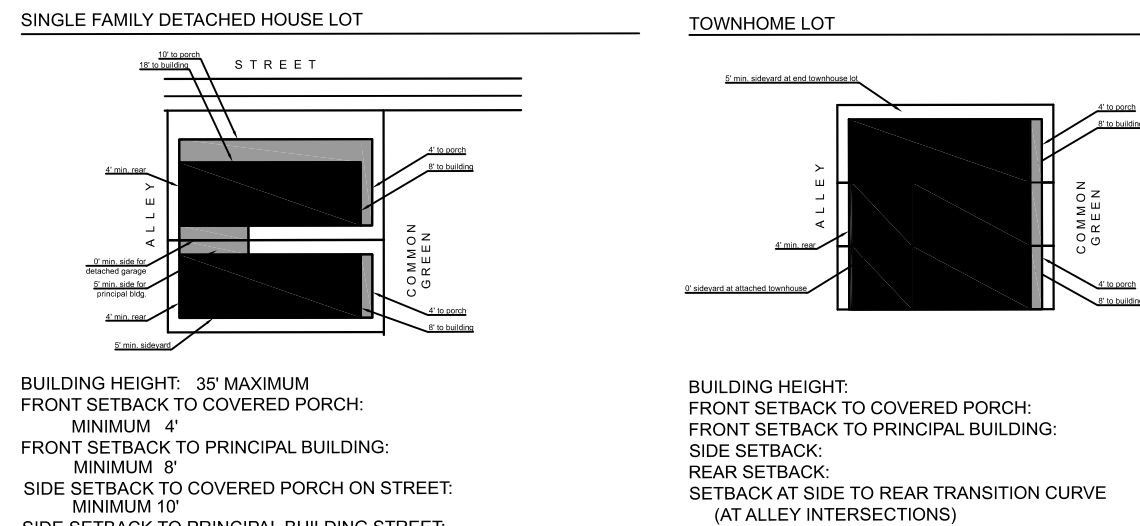 SINGLE FAMILY DETACHED HOUSE LOT
10' to porch
18' to building
STREET
4' to porch
8' to building
4' min. rear
ALLEY
COMMON
GREEN
0' min. side for
detached garage
5' min. side for
principal bldg.
4' min. rear
4' to porch
8' to building
5' min. sideyard
BUILDING HEIGHT: 35' MAXIMUM
FRONT SETBACK TO COVERED PORCH:
MINIMUM 4'
FRONT SETBACK TO PRINCIPAL BUILDING:
MINIMUM 8'
SIDE SETBACK TO COVERED PORCH ON STREET:
MINIMUM 10'
SIDE SETBACK TO PRINCIPAL BUILDING STREET:
TOWNHOME LOT
5' min. sideyard at end townhouse lot
4' to porch
8' to building
ALLEY
COMMON
GREEN
4' min. rear
0' sideyard at attached townhouse
4' to porch
8' to building
BUILDING HEIGHT:
FRONT SETBACK TO COVERED PORCH:
FRONT SETBACK TO PRINCIPAL BUILDING:
SIDE SETBACK:
REAR SETBACK:
SETBACK AT SIDE TO REAR TRANSITION CURVE
(AT ALLEY INTERSECTIONS)